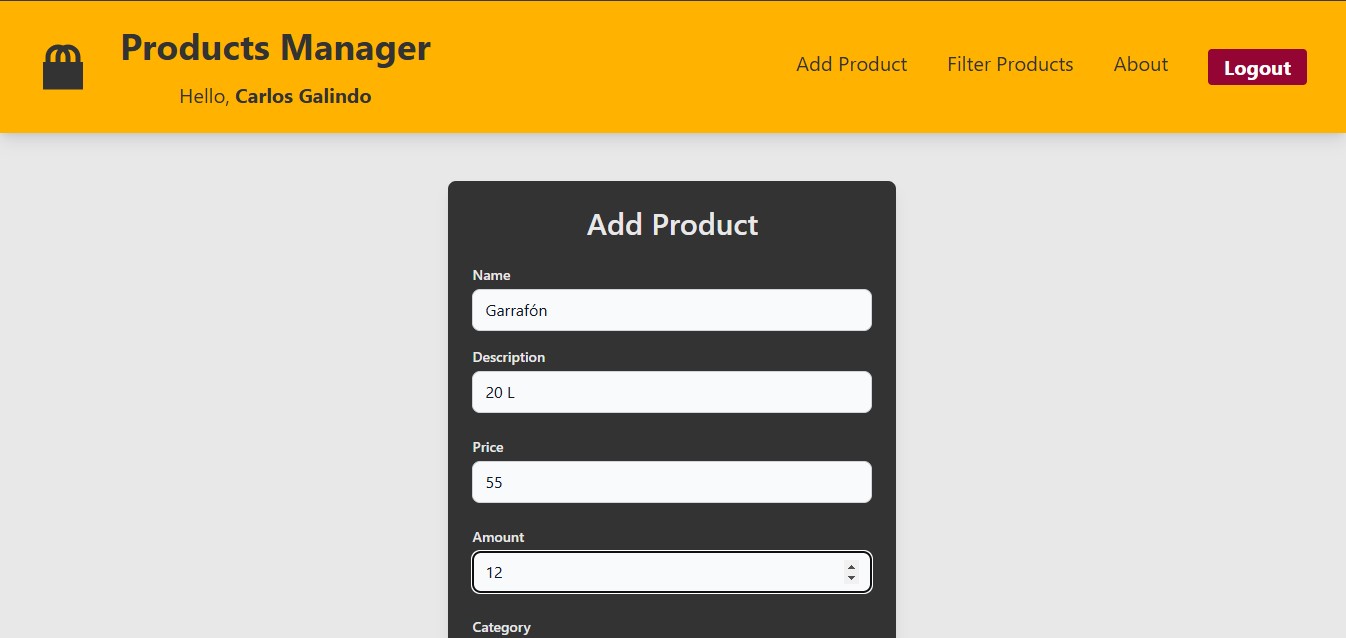 Products Manager
Hello, Carlos Galindo
Add Product
Filter Products
About
Logout
Add Product
Name
Garrafón
Description
20 L
Price
55
Amount
12
Category